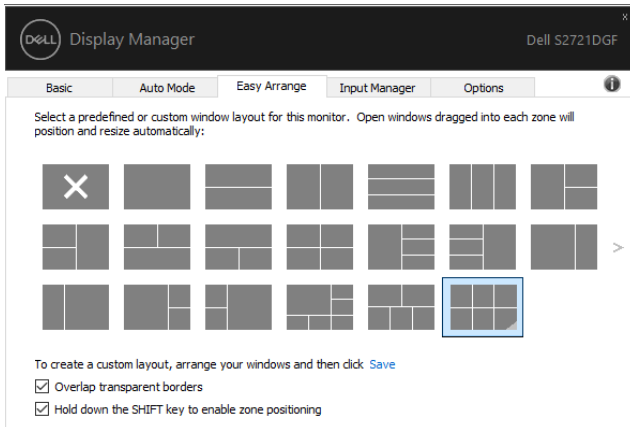 x
DELL Display Manager Dell S2721DGF
Basic Auto Mode Easy Arrange Input Manager Options
Select a predefined or custom window layout for this monitor. Open windows dragged into each zone will
position and resize automatically:
To create a custom layout, arrange your windows and then click Save
Overlap transparent borders
Hold down the SHIFT key to enable zone positioning